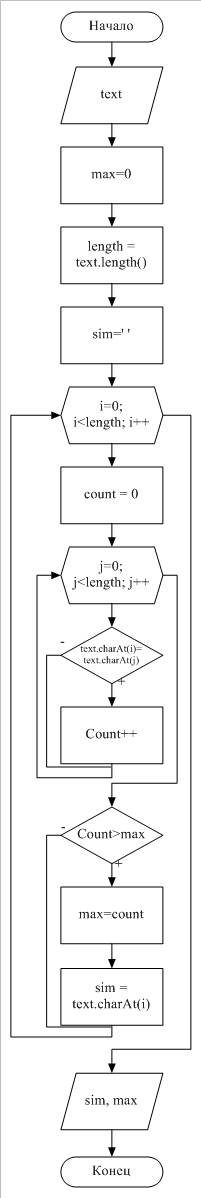 Начало
text
max=0
length =
text.length()
sim=' '
i=0;
i<length; i++
count = 0
j=0;
j<length; j++
-
text.charAt(i)=
text.charAt(j)
+
Count++
-
Count>max
+
max=count
sim =
text.charAt(i)
sim, max
Конец